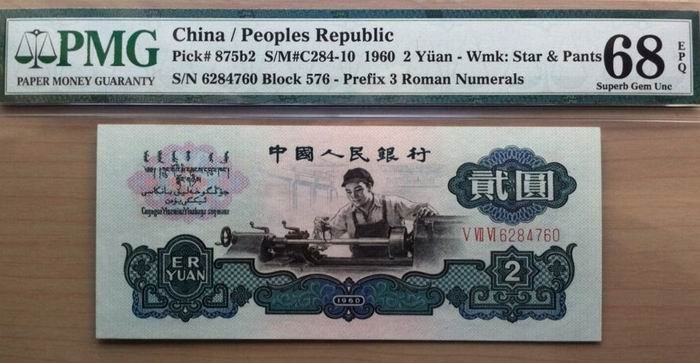 PMG
PAPER MONEY GUARANTY
China / Peoples Republic
Pick# 875b2 S/M#C284-10 1960 2 Yüan - Wmk: Star & Pants
S/N 6284760 Block 576 - Prefix 3 Roman Numerals
68 EPQ
Superb Gem Unc
中國人民銀行
貳圓
V VII VI 6284760
ER
YUAN
1960
2